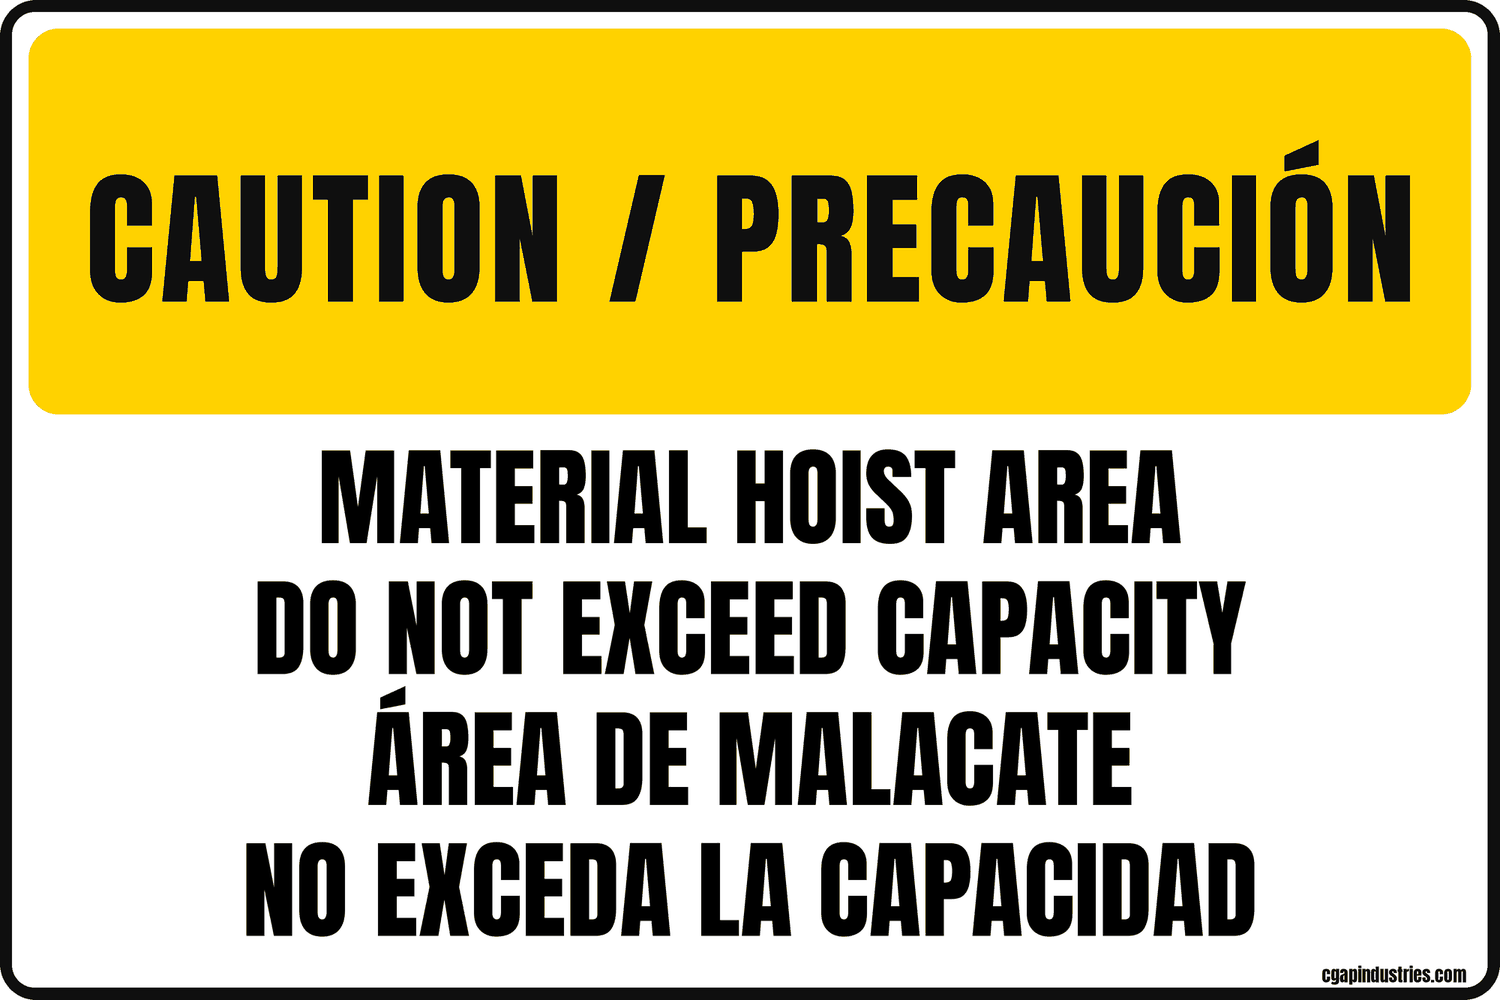 CAUTION / PRECAUCIÓN
MATERIAL HOIST AREA
DO NOT EXCEED CAPACITY
ÁREA DE MALACATE
NO EXCEDA LA CAPACIDAD
cgapindustries.com